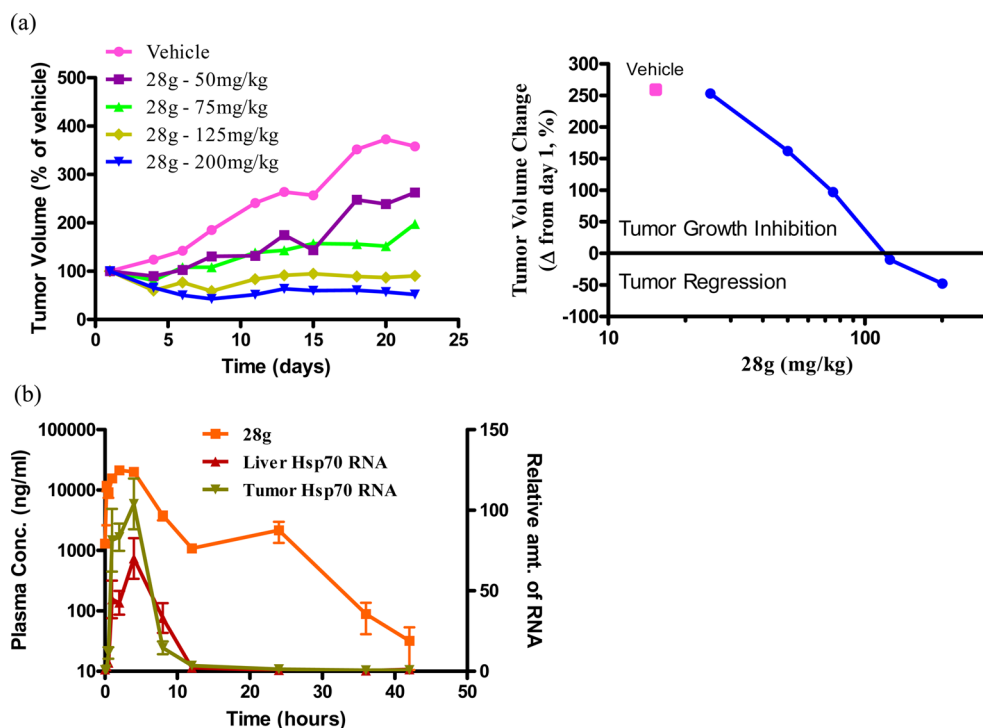 (a)
Vehicle
28g - 50mg/kg
28g - 75mg/kg
28g - 125mg/kg
28g - 200mg/kg
Tumor Volume (% of vehicle)
500
400
300
200
100
0
0 5 10 15 20 25
Time (days)
Tumor Volume Change
(Δ from day 1, %)
300
250
200
150
100
50
0
-50
-100
Vehicle
Tumor Growth Inhibition
Tumor Regression
10 100
28g (mg/kg)
(b)
28g
Liver Hsp70 RNA
Tumor Hsp70 RNA
Plasma Conc. (ng/ml)
100000
10000
1000
100
10
150
100
50
0
Relative amt. of RNA
0 10 20 30 40 50
Time (hours)